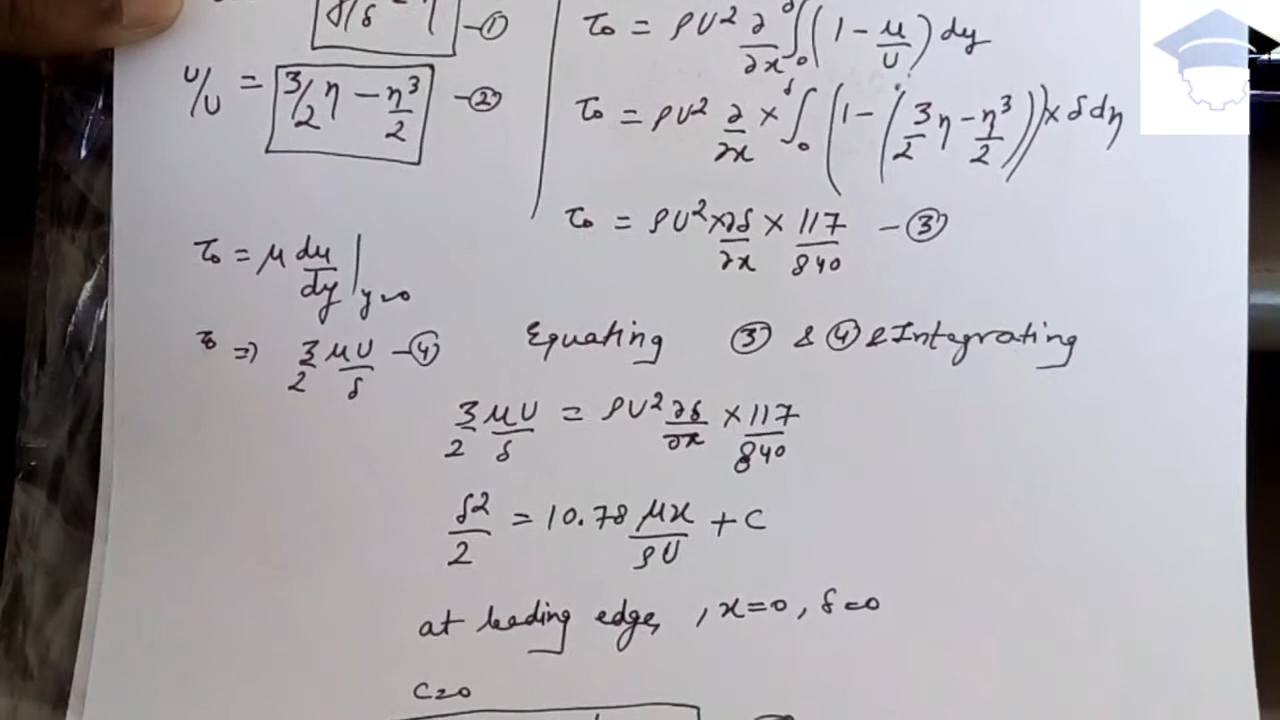 y/δ = η —①
u/U = 3/2 η − η³/2 —②
τ₀ = ρU² ∂/∂x ∫₀^δ (1 − u/U) dy
τ₀ = ρU² ∂/∂x × ∫₀^δ (1 − (3/2 η − η³/2)) × δ dη
τ₀ = ρU² × ∂δ/∂x × 117/840 —③
τ₀ = μ du/dy |y=0
τ₀ ⇒ 3/2 μU/δ —④
Equating ③ & ④ & Integrating
3/2 μU/δ = ρU² ∂δ/∂x × 117/840
δ²/2 = 10.78 μx/ρU + C
at leading edge, , x=0, δ=0
C=0